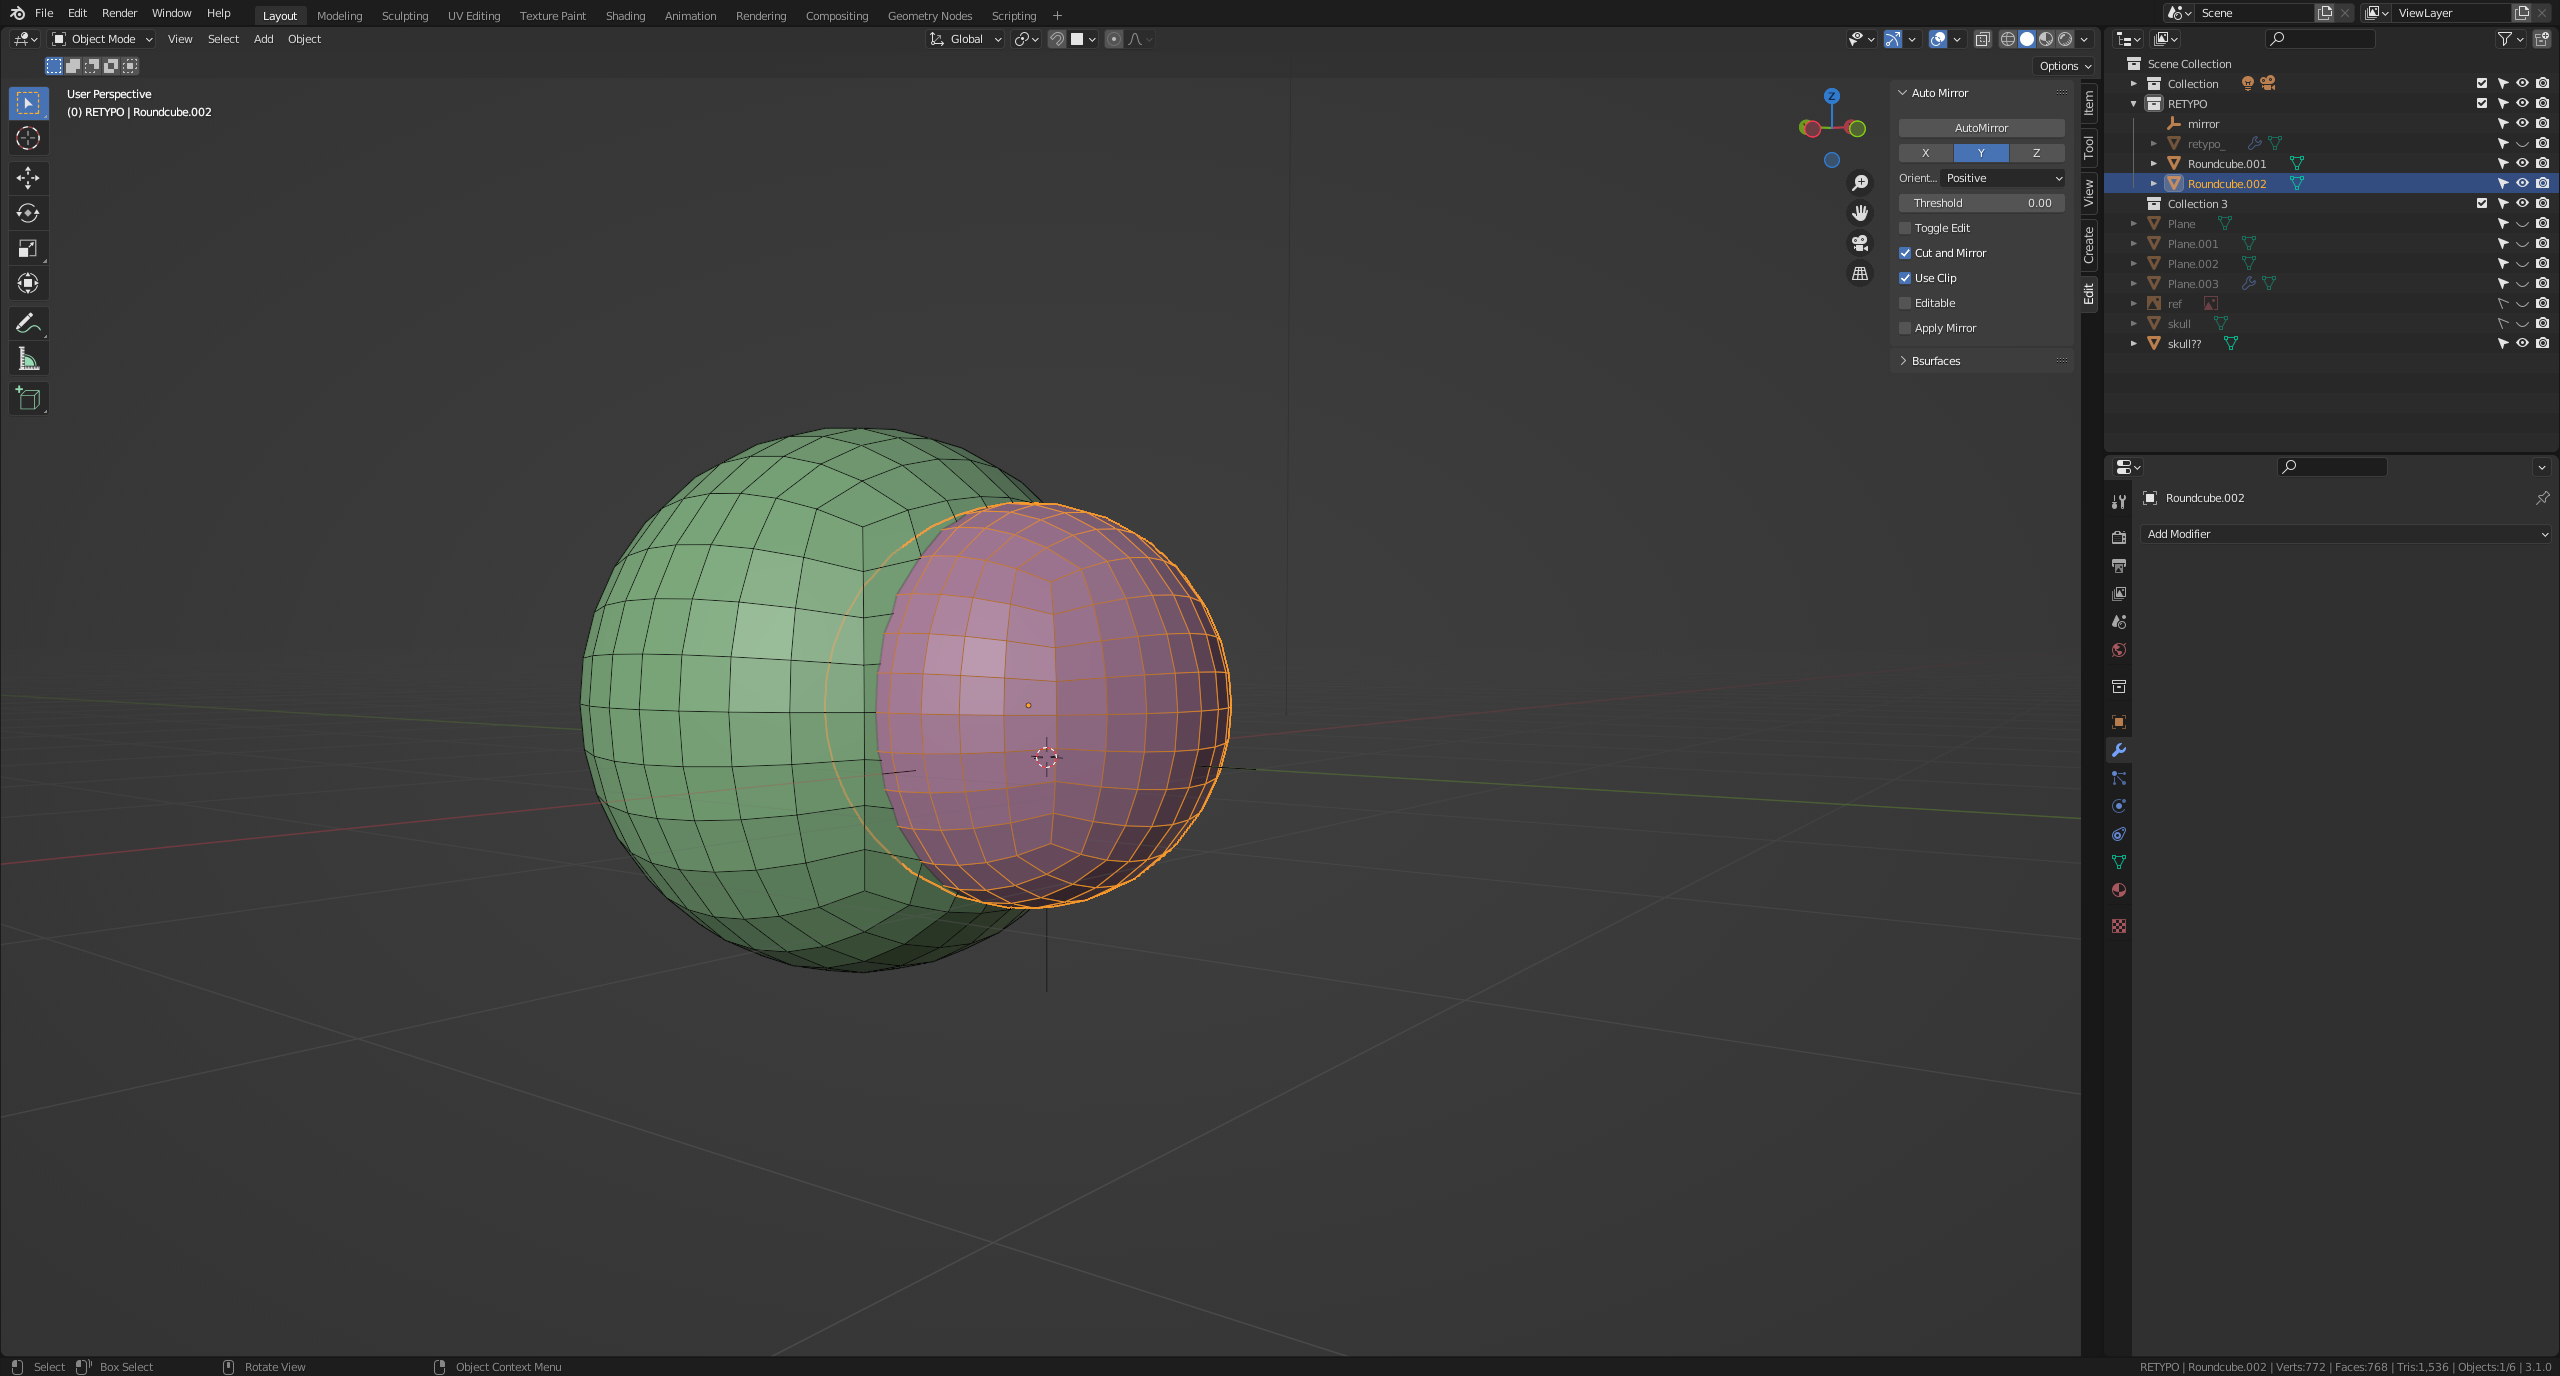 File Edit Render Window Help Layout Modeling Sculpting UV Editing Texture Paint Shading Animation Rendering Compositing Geometry Nodes Scripting + Scene ViewLayer
Object Mode View Select Add Object Global
Options
User Perspective
(0) RETYPO | Roundcube.002
Z
Auto Mirror
AutoMirror
X Y Z
Orient... Positive
Threshold 0.00
Toggle Edit
Cut and Mirror
Use Clip
Editable
Apply Mirror
Bsurfaces
Item
Tool
View
Create
Edit
Scene Collection
Collection
RETYPO
mirror
retypo_
Roundcube.001
Roundcube.002
Collection 3
Plane
Plane.001
Plane.002
Plane.003
ref
skull
skull??
Roundcube.002
Add Modifier
Select Box Select Rotate View Object Context Menu
RETYPO | Roundcube.002 | Verts:772 | Faces:768 | Tris:1,536 | Objects:1/6 | 3.1.0